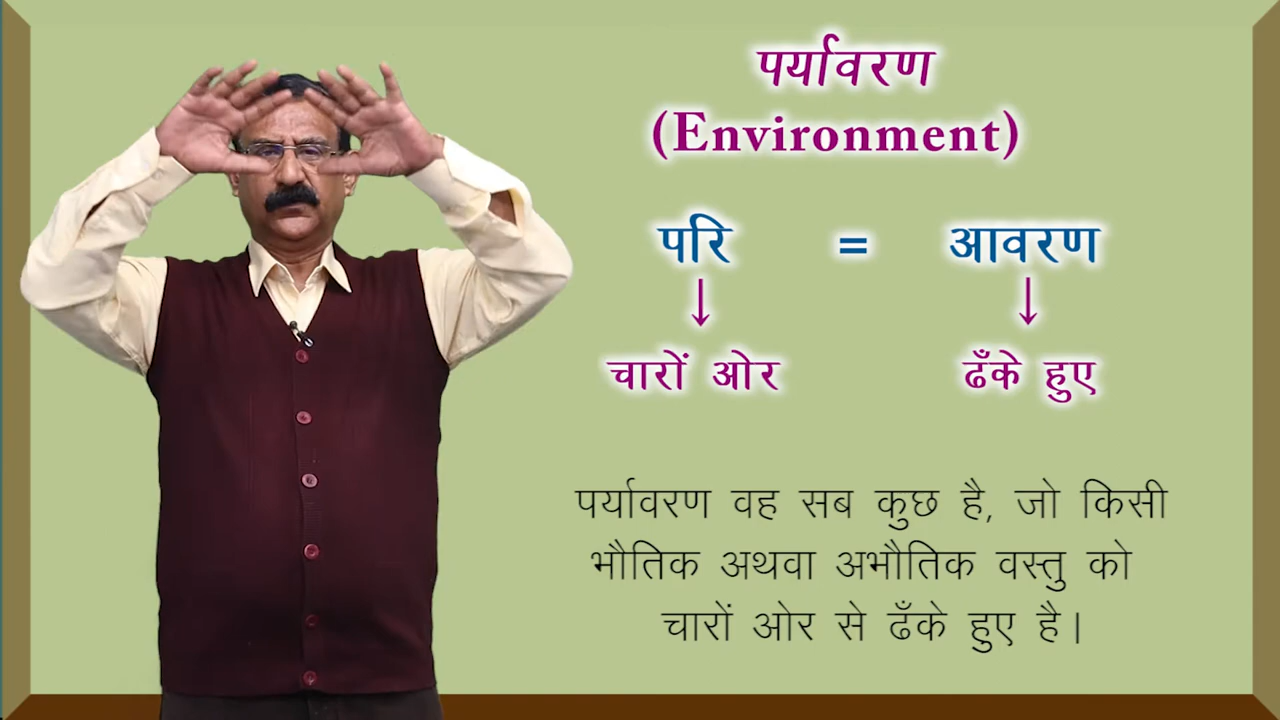 पर्यावरण
(Environment)
परि = आवरण
↓ ↓
चारों ओर ढँके हुए
पर्यावरण वह सब कुछ है, जो किसी
भौतिक अथवा अभौतिक वस्तु को
चारों ओर से ढँके हुए है।